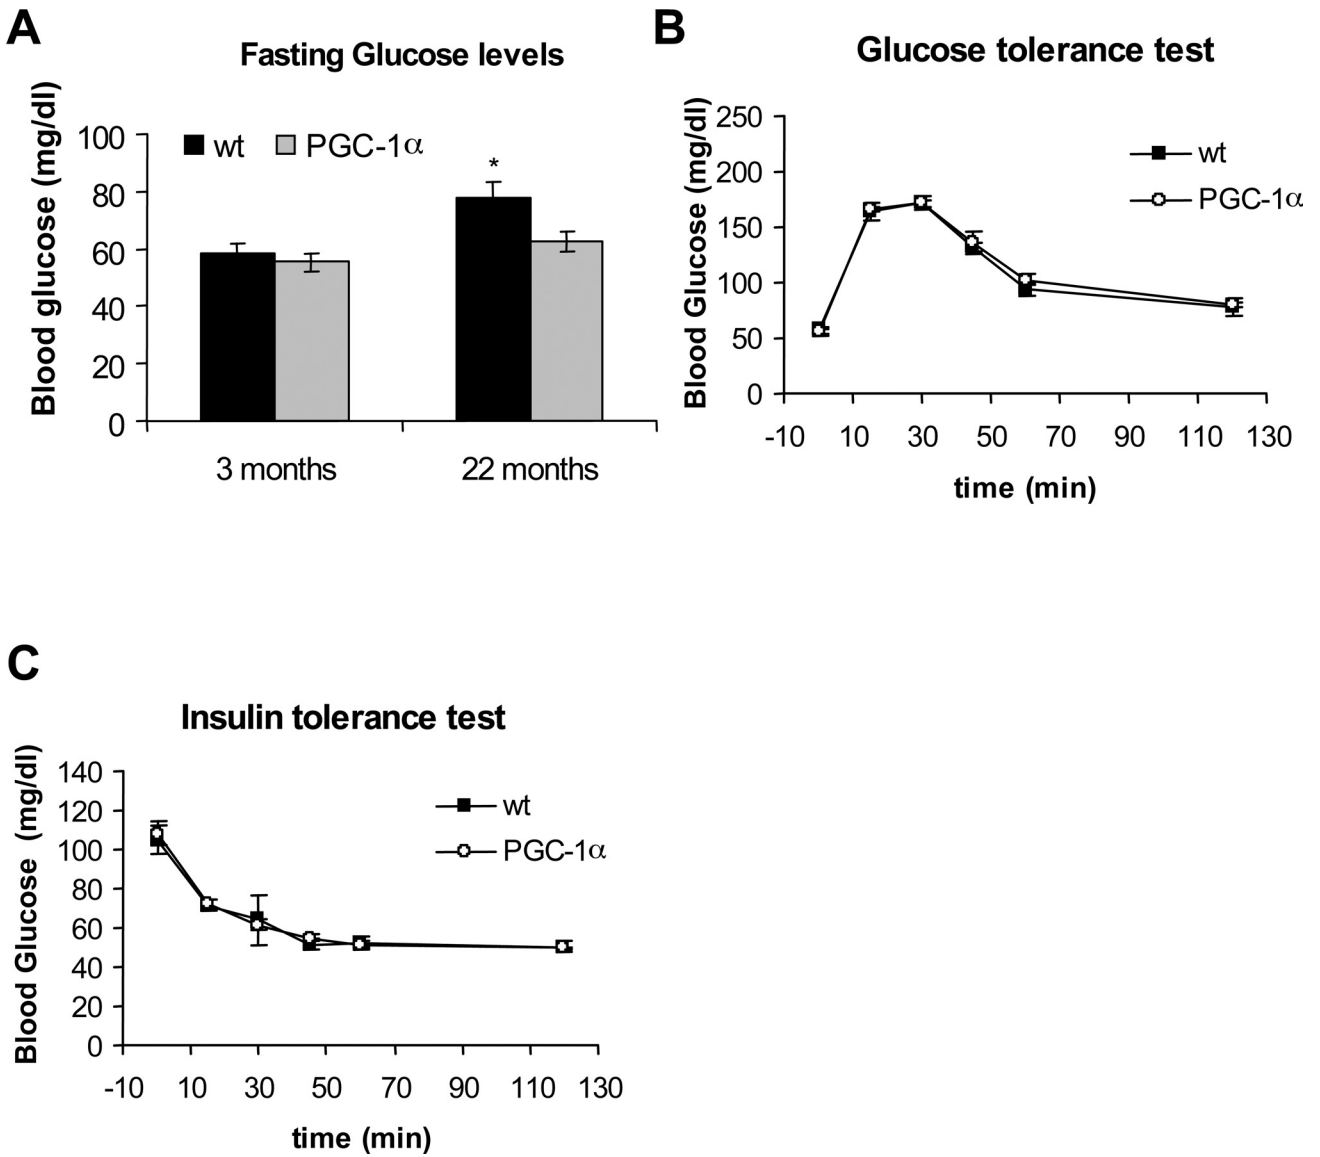 A
Fasting Glucose levels
Blood glucose (mg/dl)
100
80
60
40
20
0
wt
PGC-1α
*
3 months
22 months
B
Glucose tolerance test
Blood Glucose (mg/dl)
250
200
150
100
50
0
wt
PGC-1α
-10 10 30 50 70 90 110 130
time (min)
C
Insulin tolerance test
Blood Glucose (mg/dl)
140
120
100
80
60
40
20
0
wt
PGC-1α
-10 10 30 50 70 90 110 130
time (min)